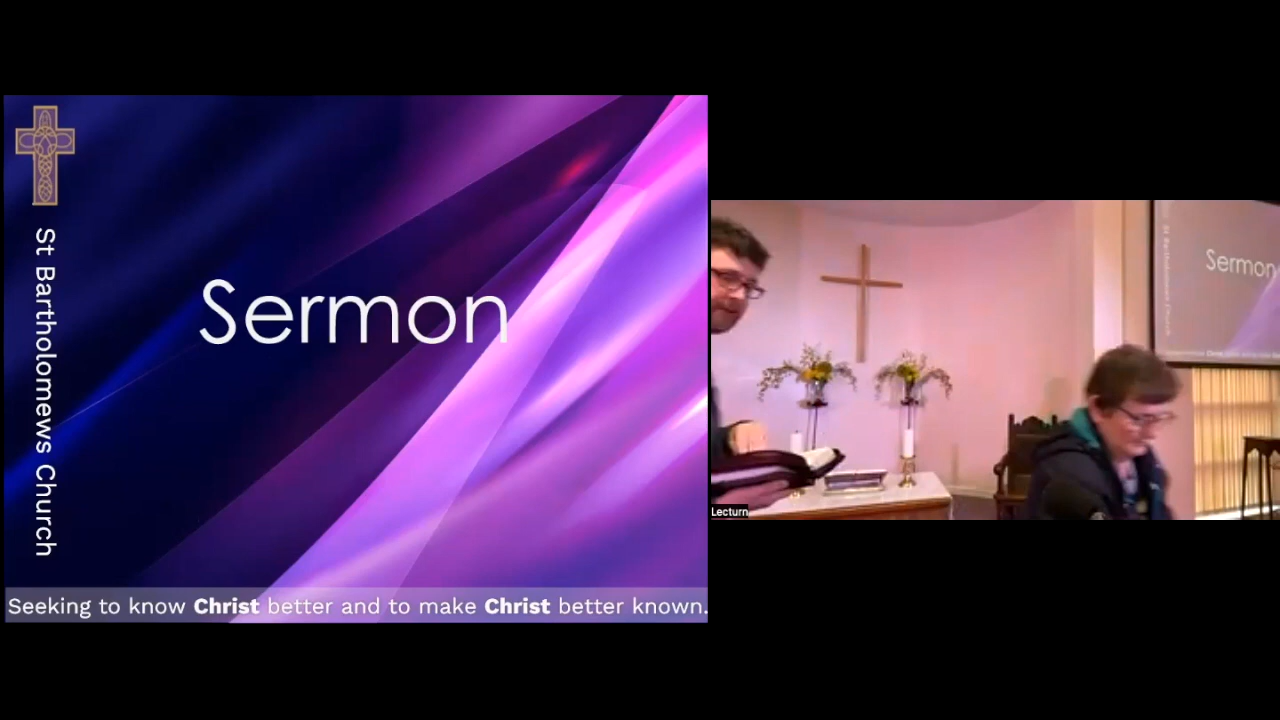 St Bartholomews Church
Sermon
Seeking to know Christ better and to make Christ better known.
Lecturn
Sermon